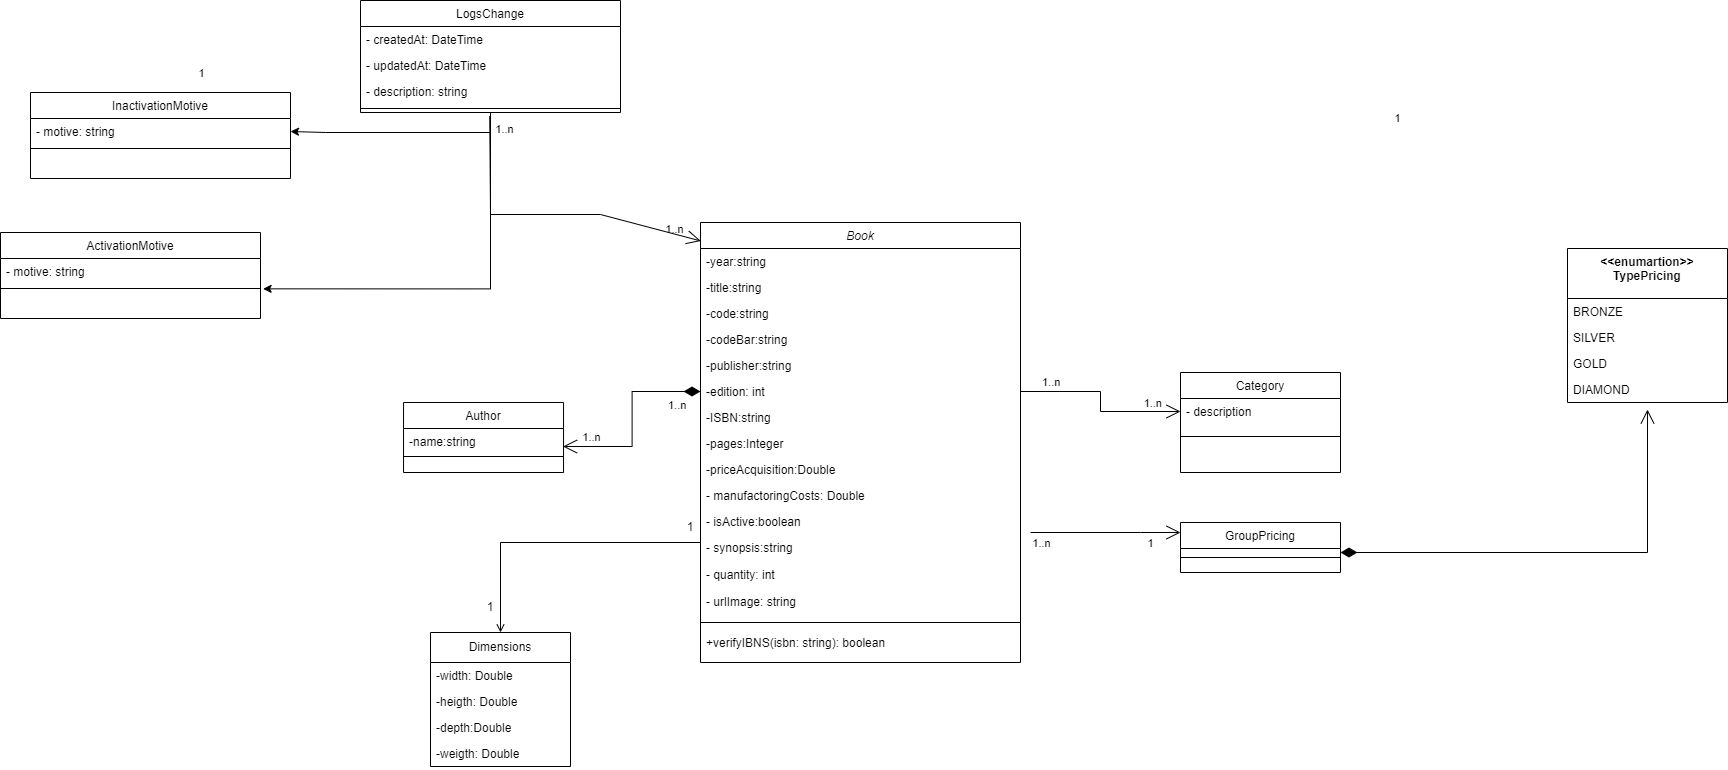 LogsChange
- createdAt: DateTime
- updatedAt: DateTime
- description: string
1
InactivationMotive
- motive: string
1..n
1
ActivationMotive
- motive: string
1..n
Book
-year:string
-title:string
-code:string
-codeBar:string
-publisher:string
-edition: int
-ISBN:string
-pages:Integer
-priceAcquisition:Double
- manufactoringCosts: Double
- isActive:boolean
- synopsis:string
- quantity: int
- urlImage: string
+verifyIBNS(isbn: string): boolean
<<enumartion>>
TypePricing
BRONZE
SILVER
GOLD
DIAMOND
1..n
1..n
Category
- description
1..n
1..n
Author
-name:string
1..n
1
GroupPricing
1
1
Dimensions
-width: Double
-heigth: Double
-depth:Double
-weigth: Double